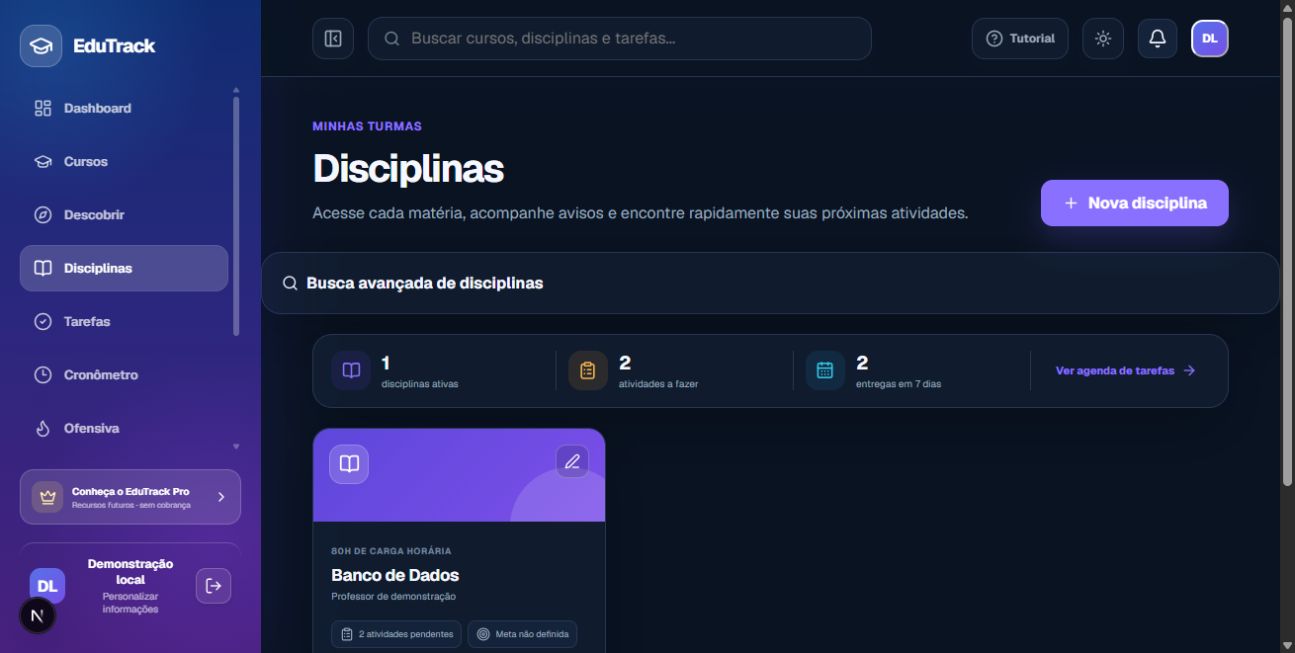 EduTrack
Dashboard
Cursos
Descobrir
Disciplinas
Tarefas
Cronômetro
Ofensiva
Conheça o EduTrack Pro
Recursos futuros - sem cobrança
DL
Demonstração
local
Personalizar
informações
N
Buscar cursos, disciplinas e tarefas...
Tutorial
DL
MINHAS TURMAS
Disciplinas
Acesse cada matéria, acompanhe avisos e encontre rapidamente suas próximas atividades.
+ Nova disciplina
Busca avançada de disciplinas
1
disciplinas ativas
2
atividades a fazer
2
entregas em 7 dias
Ver agenda de tarefas →
80H DE CARGA HORÁRIA
Banco de Dados
Professor de demonstração
2 atividades pendentes
Meta não definida